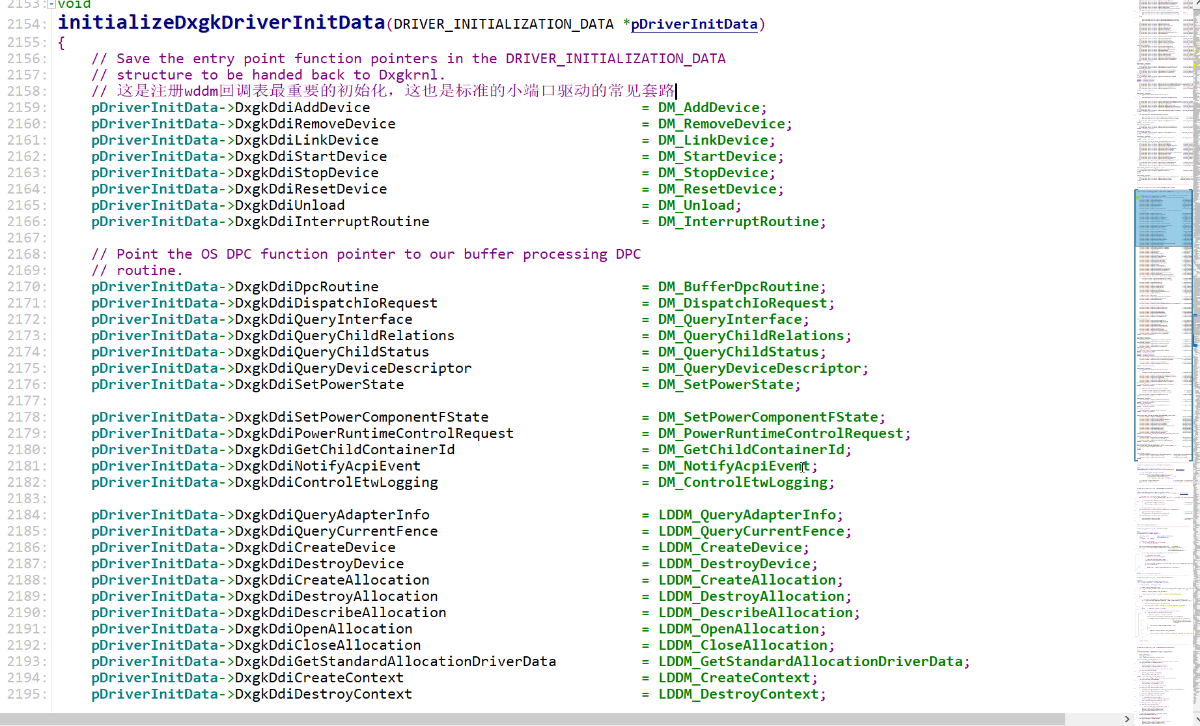 2153: void
2154: initializeDxgkDriverInitData(DRIVER_INITIALIZATION_DATA *pDriverInitData)
2155: {
2156: // Save the entry point function pointers in the DRIVER_INITIALIZATION_DATA
2157: // structure to be handed back to Dxgkrnl.
2158: // 这是注册wddm回调表最重要的初始化，这也是标准的小端口驱动的常见套路
2159: pDriverInitData->DxgkDdiAddDevice = DM_AddDevice;
2160: pDriverInitData->DxgkDdiRemoveDevice = DM_RemoveDevice;
2161: pDriverInitData->DxgkDdiLinkDevice = DM_LinkDevice;
2162: pDriverInitData->DxgkDdiStartDevice = DM_StartDevice;
2163: pDriverInitData->DxgkDdiStopDevice = DM_StopDevice;
2164: pDriverInitData->DxgkDdiResetDevice = DM_ResetDevice;
2165: pDriverInitData->DxgkDdiUnload = DM_Unload;
2166: pDriverInitData->DxgkDdiInterruptRoutine = DM_InterruptRoutine;
2167:
2168: // Point the OS DPC function pointer to our buffer processing DPC
2169: // routine.
2170: pDriverInitData->DxgkDdiDpcRoutine = DM_BufferDpcRoutine;
2171: pDriverInitData->DxgkDdiDispatchIoRequest = DM_DispatchIoRequest;
2172: pDriverInitData->DxgkDdiQueryInterface = DM_QueryInterface;
2173: pDriverInitData->DxgkDdiQueryChildRelations = DM_QueryChildRelations;
2174: pDriverInitData->DxgkDdiQueryChildStatus = DM_QueryChildStatus;
2175: pDriverInitData->DxgkDdiQueryDeviceDescriptor = DM_QueryDeviceDescriptor;
2176: pDriverInitData->DxgkDdiSetPowerState = DM_SetPowerState;
2177:
2178: pDriverInitData->DxgkDdiSetPowerComponentFState = DM_SetPowerComponentFState;
2179: pDriverInitData->DxgkDdiPowerRuntimeControlRequest = DM_PowerRuntimeControlRequest;
2180: pDriverInitData->DxgkDdiGetChildContainerId = DM_GetChildContainerId;
2181: pDriverInitData->DxgkDdiNotifyAcpiEvent = DM_NotifyAcpiEvent;
2182: pDriverInitData->DxgkDdiControlEtwLogging = DM_ControlEtwLogging;
2183:
2184: pDriverInitData->DxgkDdiQueryAdapterInfo = LDDM_QueryAdapterInfo;
2185: pDriverInitData->DxgkDdiQueryCurrentFence = LDDM_QueryCurrentFence;
2186: pDriverInitData->DxgkDdiCreateDevice = LDDM_CreateDevice;
2187: pDriverInitData->DxgkDdiDestroyDevice = LDDM_DestroyDevice;
2188: pDriverInitData->DxgkDdiCreateAllocation = LDDM_CreateAllocation;
2189: pDriverInitData->DxgkDdiDestroyAllocation = LDDM_DestroyAllocation;
2190: pDriverInitData->DxgkDdiDescribeAllocation = LDDM_DescribeAllocation;
2191: pDriverInitData->DxgkDdiOpenAllocation = LDDM_OpenAllocation;
2192: pDriverInitData->DxgkDdiCloseAllocation = LDDM_CloseAllocation;
2193: pDriverInitData->DxgkDdiGetStandardAllocationDriverData = LDDM_GetStandardAllocationDriverData;
2194: pDriverInitData->DxgkDdiCreateContext = LDDM_CreateContext;
2195: pDriverInitData->DxgkDdiDestroyContext = LDDM_DestroyContext;